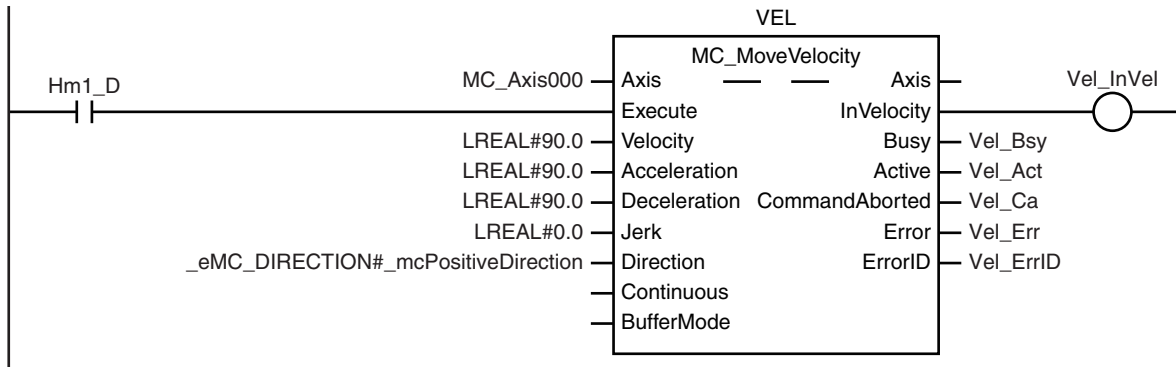 VEL
MC_MoveVelocity
MC_Axis000 Axis Axis
Hm1_D Execute InVelocity Vel_InVel
LREAL#90.0 Velocity Busy Vel_Bsy
LREAL#90.0 Acceleration Active Vel_Act
LREAL#90.0 Deceleration CommandAborted Vel_Ca
LREAL#0.0 Jerk Error Vel_Err
_eMC_DIRECTION#_mcPositiveDirection Direction ErrorID Vel_ErrID
Continuous
BufferMode